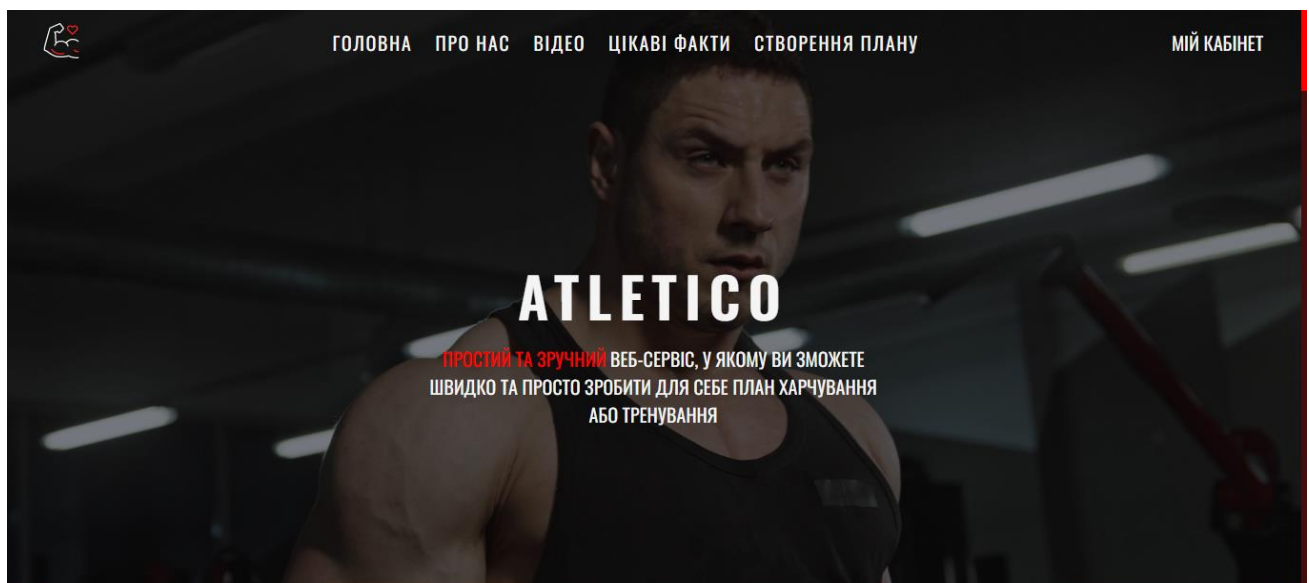 ГОЛОВНА ПРО НАС ВІДЕО ЦІКАВІ ФАКТИ СТВОРЕННЯ ПЛАНУ МІЙ КАБІНЕТ
ATLETICO
ПРОСТИЙ ТА ЗРУЧНИЙ ВЕБ-СЕРВІС, У ЯКОМУ ВИ ЗМОЖЕТЕ
ШВИДКО ТА ПРОСТО ЗРОБИТИ ДЛЯ СЕБЕ ПЛАН ХАРЧУВАННЯ
АБО ТРЕНУВАННЯ